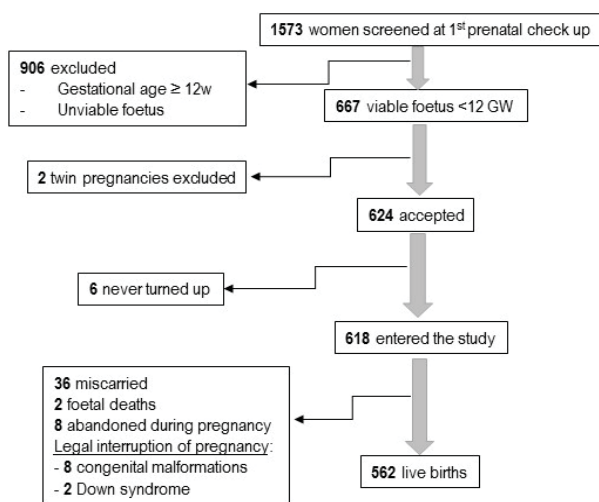 1573 women screened at 1st prenatal check up
906 excluded
- Gestational age ≥ 12w
- Unviable foetus
667 viable foetus <12 GW
2 twin pregnancies excluded
624 accepted
6 never turned up
618 entered the study
36 miscarried
2 foetal deaths
8 abandoned during pregnancy
Legal interruption of pregnancy:
- 8 congenital malformations
- 2 Down syndrome
562 live births